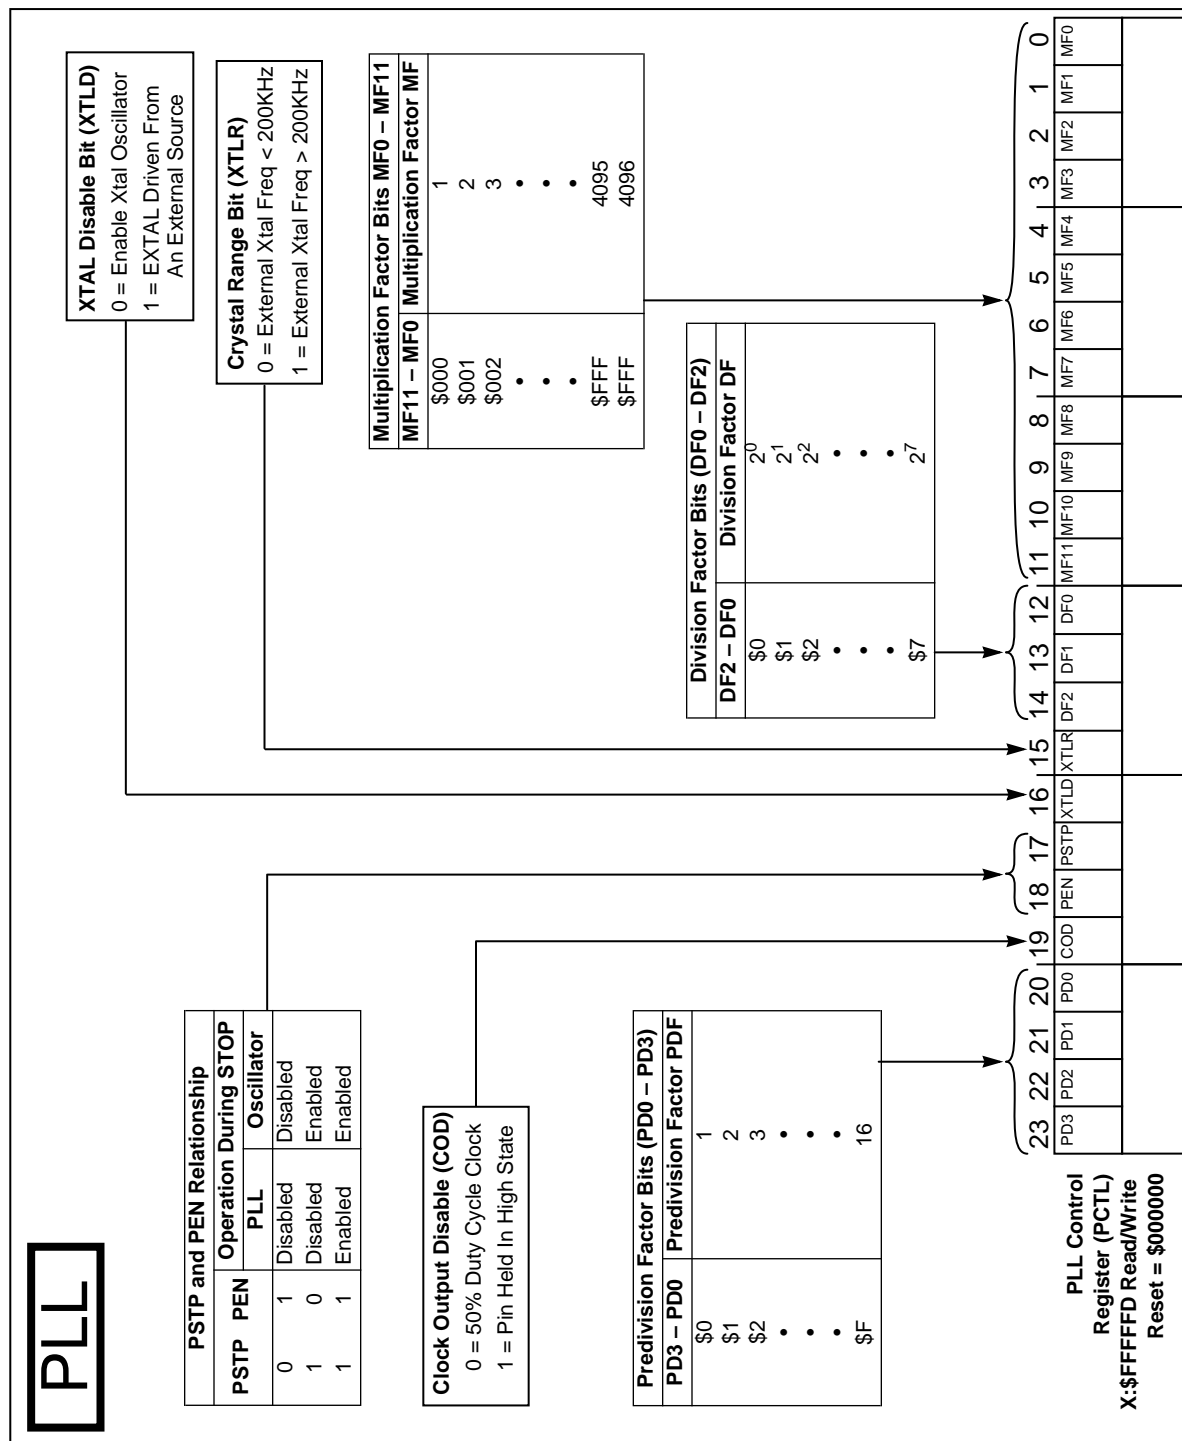 PLL
PSTP and PEN Relationship
PSTP PEN Operation During STOP
PLL Oscillator
0 1 Disabled Disabled
1 0 Disabled Enabled
1 1 Enabled Enabled
XTAL Disable Bit (XTLD)
0 = Enable Xtal Oscillator
1 = EXTAL Driven From
An External Source
Crystal Range Bit (XTLR)
0 = External Xtal Freq < 200KHz
1 = External Xtal Freq > 200KHz
Clock Output Disable (COD)
0 = 50% Duty Cycle Clock
1 = Pin Held In High State
Multiplication Factor Bits MF0 – MF11
MF11 – MF0 Multiplication Factor MF
$000 1
$001 2
$002 3
• •
• •
• •
$FFF 4095
$FFF 4096
Predivision Factor Bits (PD0 – PD3)
PD3 – PD0 Predivision Factor PDF
$0 1
$1 2
$2 3
• •
• •
• •
$F 16
Division Factor Bits (DF0 – DF2)
DF2 – DF0 Division Factor DF
$0 2⁰
$1 2¹
$2 2²
• •
• •
• •
$7 2⁷
23 22 21 20 19 18 17 16 15 14 13 12 11 10 9 8 7 6 5 4 3 2 1 0
PD3 PD2 PD1 PD0 COD PEN PSTP XTLD XTLR DF2 DF1 DF0 MF11 MF10 MF9 MF8 MF7 MF6 MF5 MF4 MF3 MF2 MF1 MF0
PLL Control
Register (PCTL)
X:$FFFFFD Read/Write
Reset = $000000